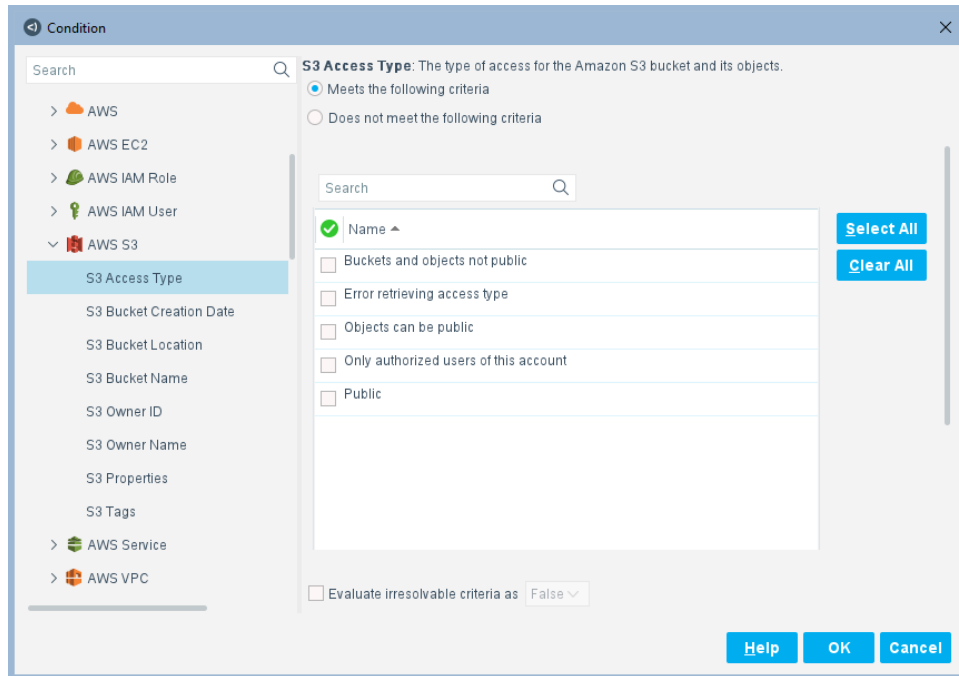 Condition
Search
AWS
AWS EC2
AWS IAM Role
AWS IAM User
AWS S3
S3 Access Type
S3 Bucket Creation Date
S3 Bucket Location
S3 Bucket Name
S3 Owner ID
S3 Owner Name
S3 Properties
S3 Tags
AWS Service
AWS VPC
S3 Access Type: The type of access for the Amazon S3 bucket and its objects.
Meets the following criteria
Does not meet the following criteria
Search
Name
Buckets and objects not public
Error retrieving access type
Objects can be public
Only authorized users of this account
Public
Select All
Clear All
Evaluate irresolvable criteria as False
Help OK Cancel